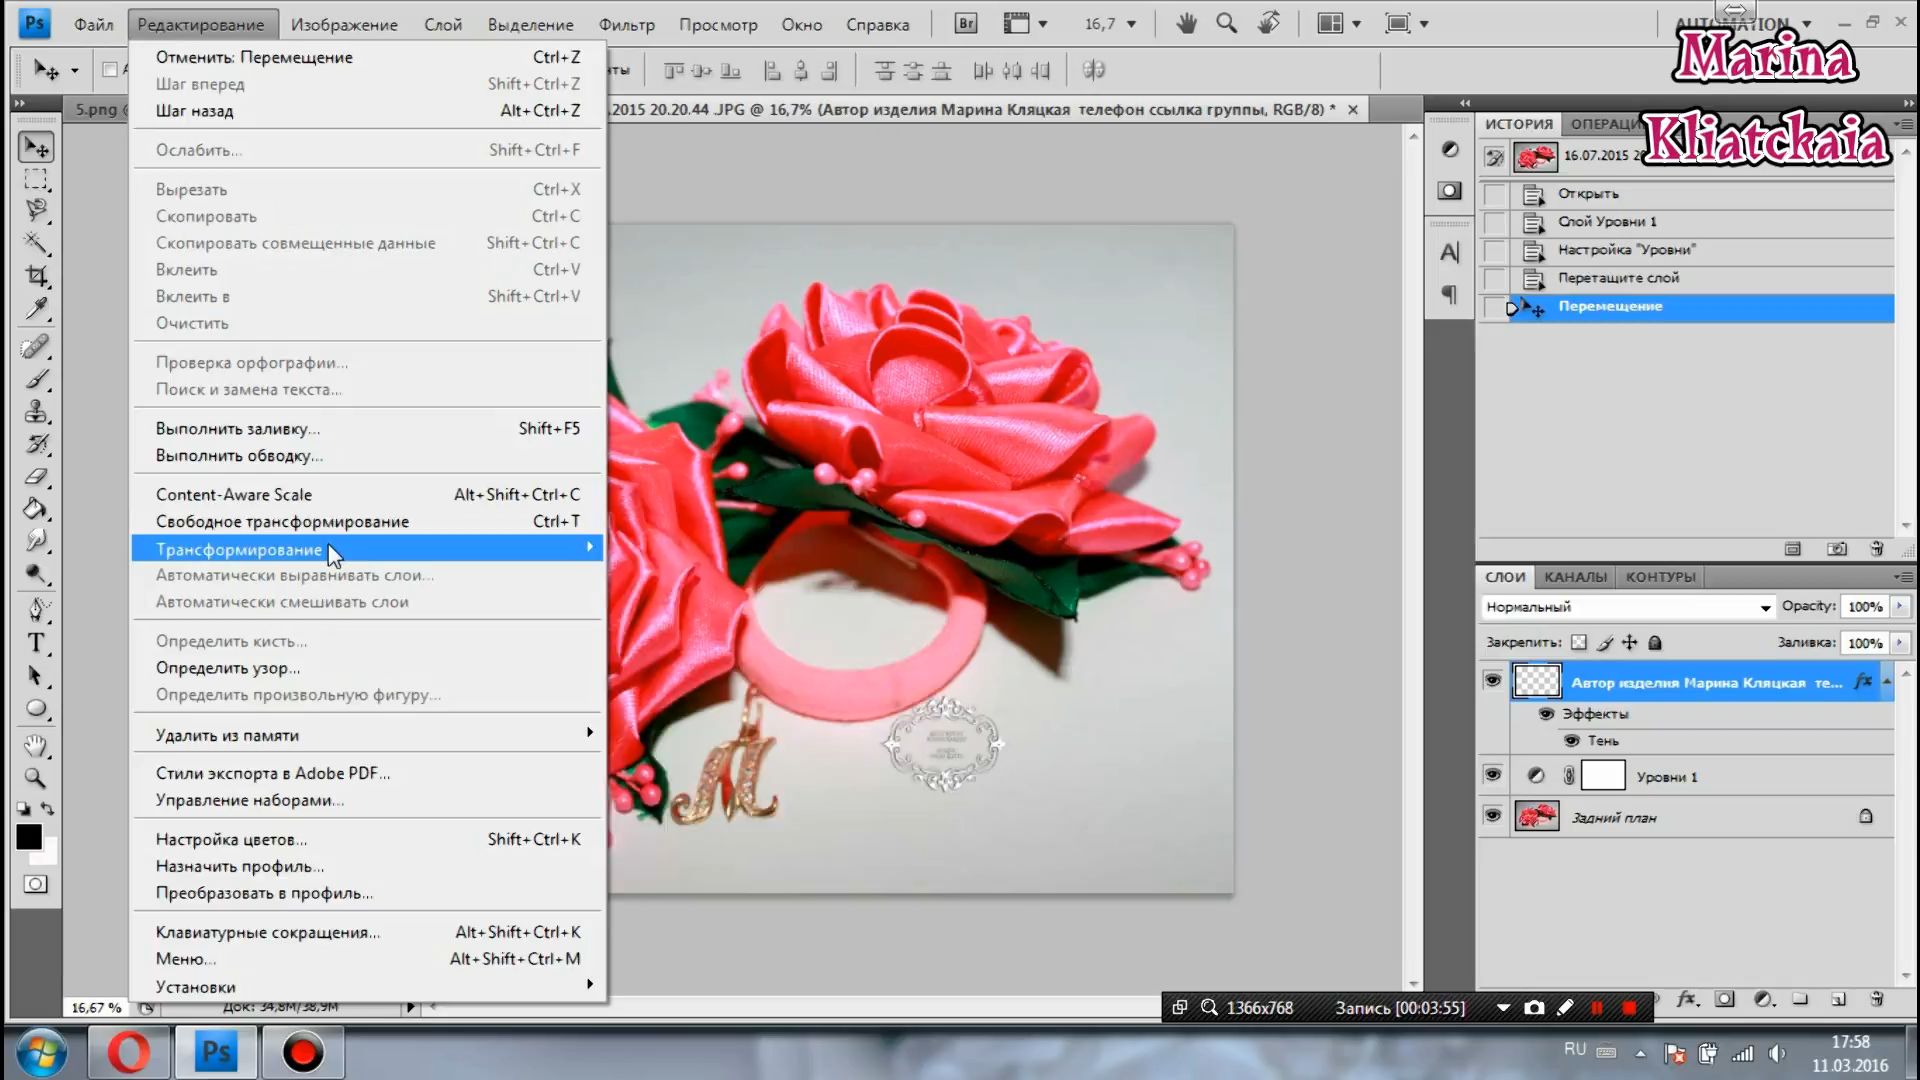 Ps Файл Редактирование Изображение Слой Выделение Фильтр Просмотр Окно Справка Br 16,7 AUTOMATION
Marina
Kliatckaia
5.png @
.2015 20.20.44 .JPG @ 16,7% (Автор изделия Марина Кляцкая телефон ссылка группы, RGB/8) *
Отменить: Перемещение Ctrl+Z
Шаг вперед Shift+Ctrl+Z
Шаг назад Alt+Ctrl+Z
Ослабить... Shift+Ctrl+F
Вырезать Ctrl+X
Скопировать Ctrl+C
Скопировать совмещенные данные Shift+Ctrl+C
Вклеить Ctrl+V
Вклеить в Shift+Ctrl+V
Очистить
Проверка орфографии...
Поиск и замена текста...
Выполнить заливку... Shift+F5
Выполнить обводку...
Content-Aware Scale Alt+Shift+Ctrl+C
Свободное трансформирование Ctrl+T
Трансформирование
Автоматически выравнивать слои...
Автоматически смешивать слои
Определить кисть...
Определить узор...
Определить произвольную фигуру...
Удалить из памяти
Стили экспорта в Adobe PDF...
Управление наборами...
Настройка цветов... Shift+Ctrl+K
Назначить профиль...
Преобразовать в профиль...
Клавиатурные сокращения... Alt+Shift+Ctrl+K
Меню... Alt+Shift+Ctrl+M
Установки
ИСТОРИЯ ОПЕРАЦИ
16.07.2015 20
Открыть
Слой Уровни 1
Настройка "Уровни"
Перетащите слой
Перемещение
СЛОИ КАНАЛЫ КОНТУРЫ
Нормальный Opacity: 100%
Закрепить: Заливка: 100%
Автор изделия Марина Кляцкая те... fx
Эффекты
Тень
Уровни 1
Задний план
16,67 % Док: 34,8M/38,9M
1366x768 Запись [00:03:55]
Ps RU 17:58
11.03.2016